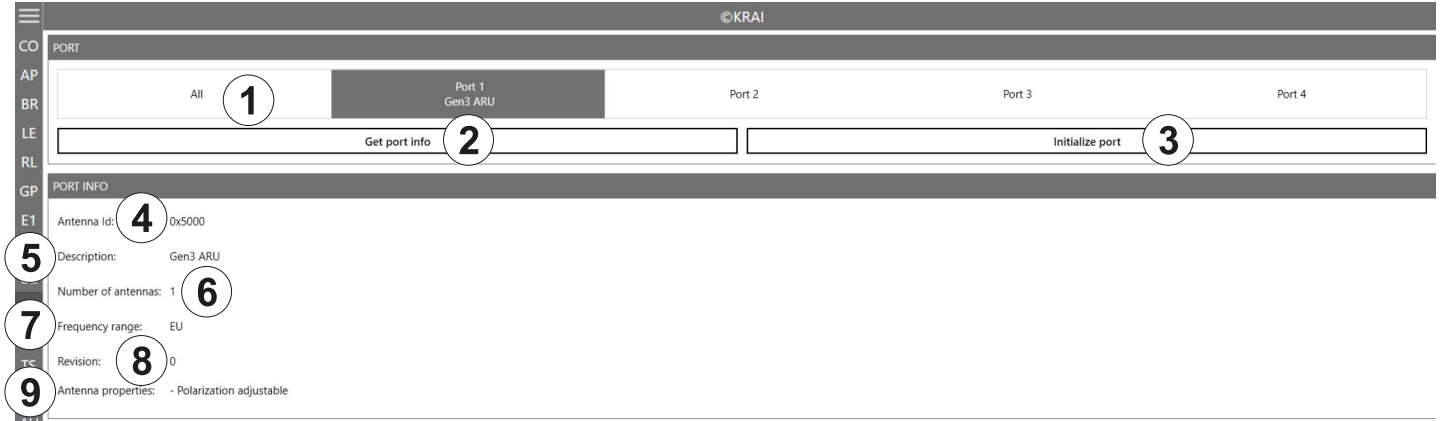 ©KRAI
CO
AP
BR
LE
RL
GP
E1
TS
PORT
All
1
Port 1
Gen3 ARU
Port 2
Port 3
Port 4
Get port info
2
Initialize port
3
PORT INFO
Antenna Id: 4 0x5000
5 Description: Gen3 ARU
Number of antennas: 1 6
7 Frequency range: EU
Revision: 8 0
9 Antenna properties: - Polarization adjustable